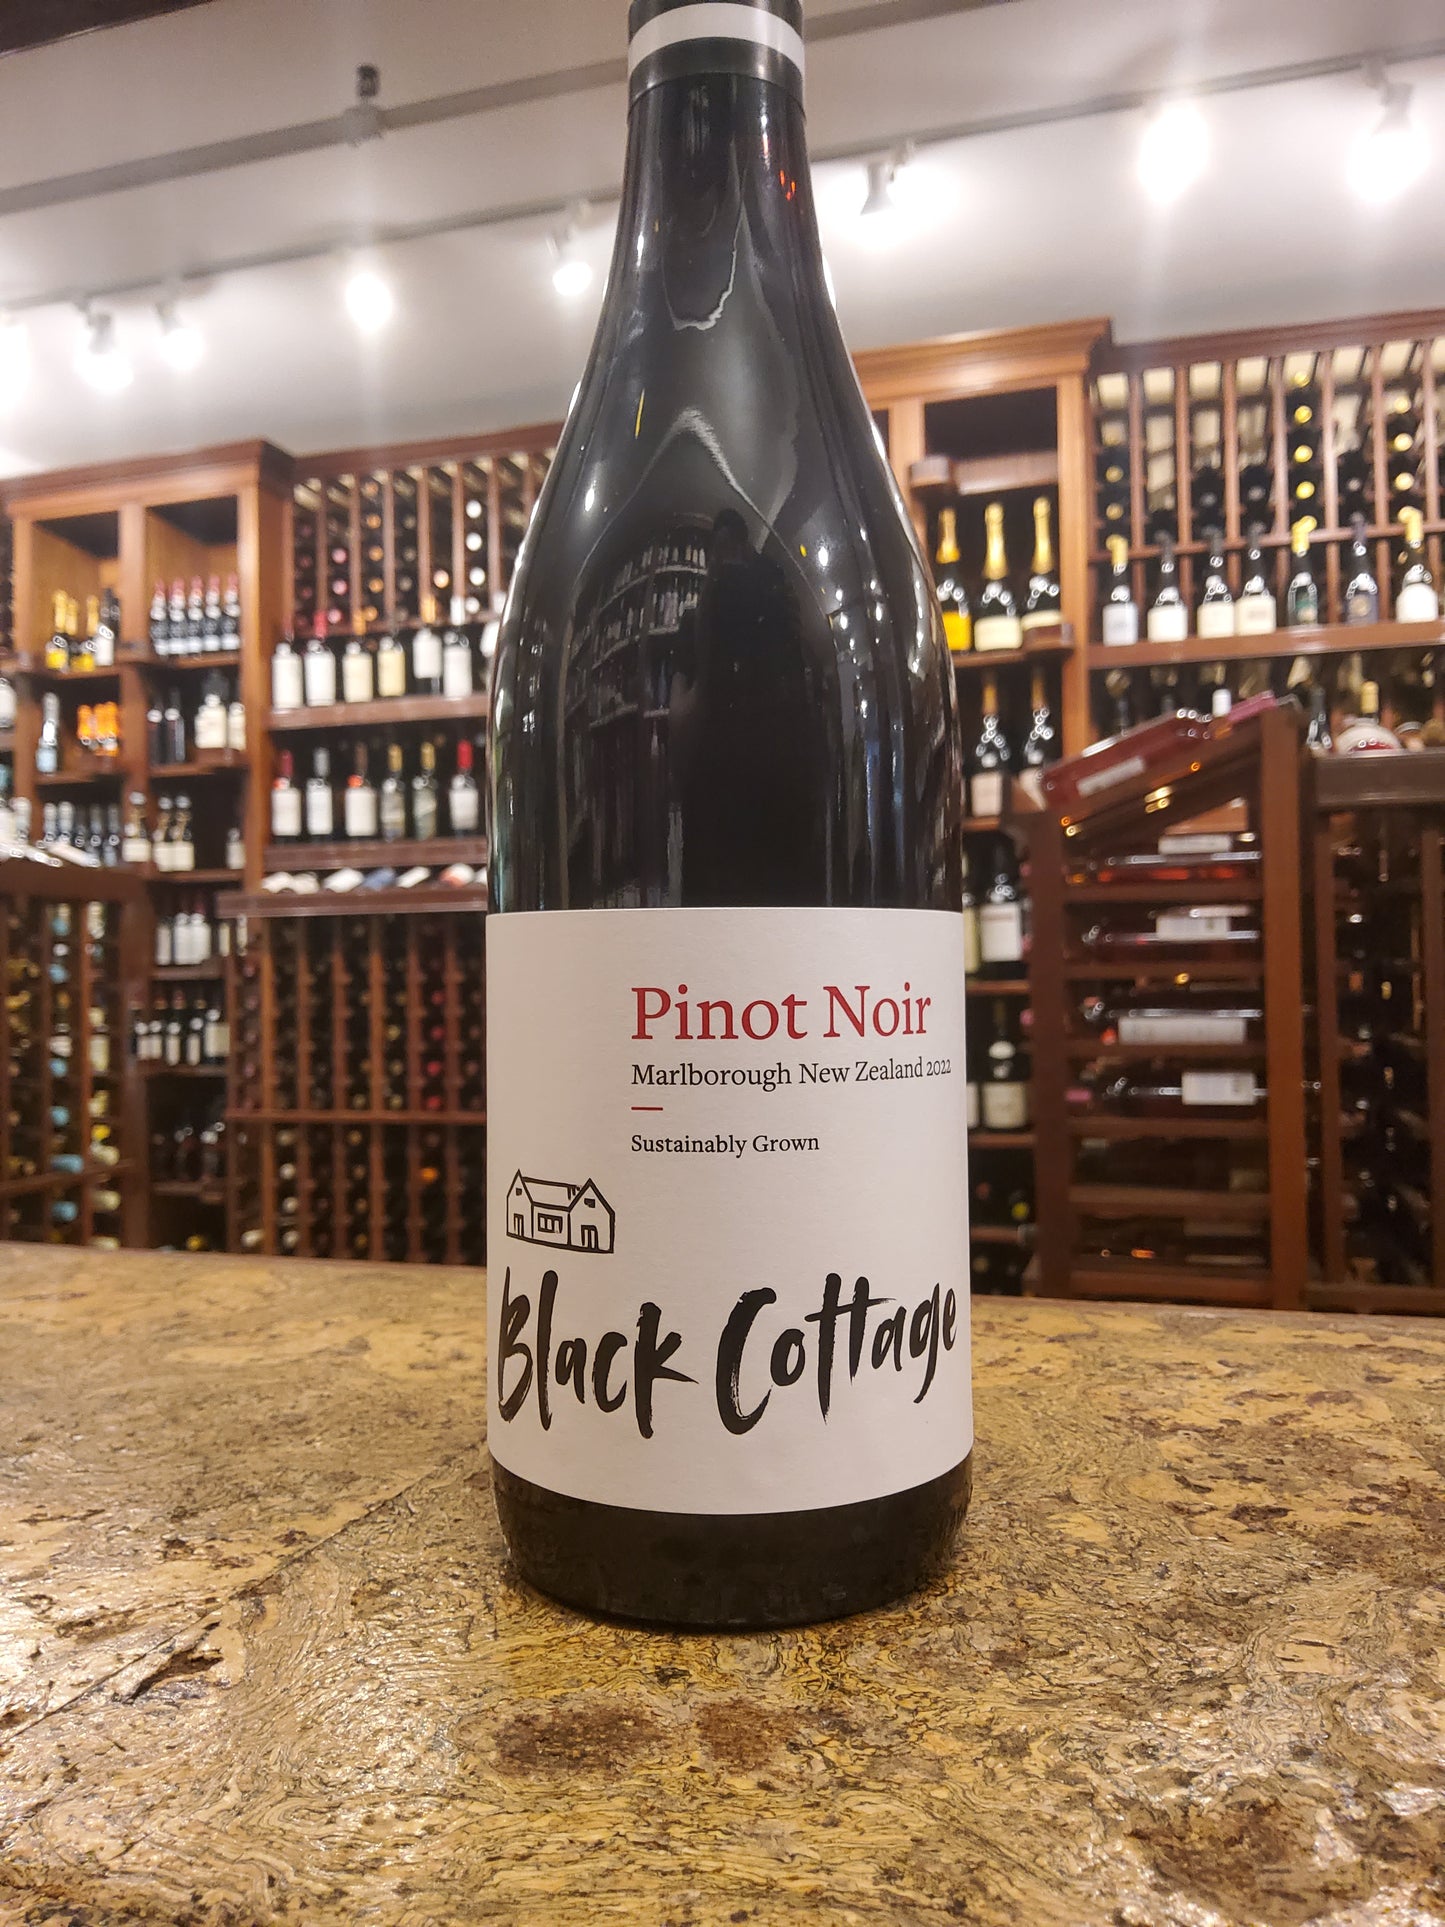 Pinot Noir
Marlborough New Zealand 2022
Sustainably Grown
Black Cottage